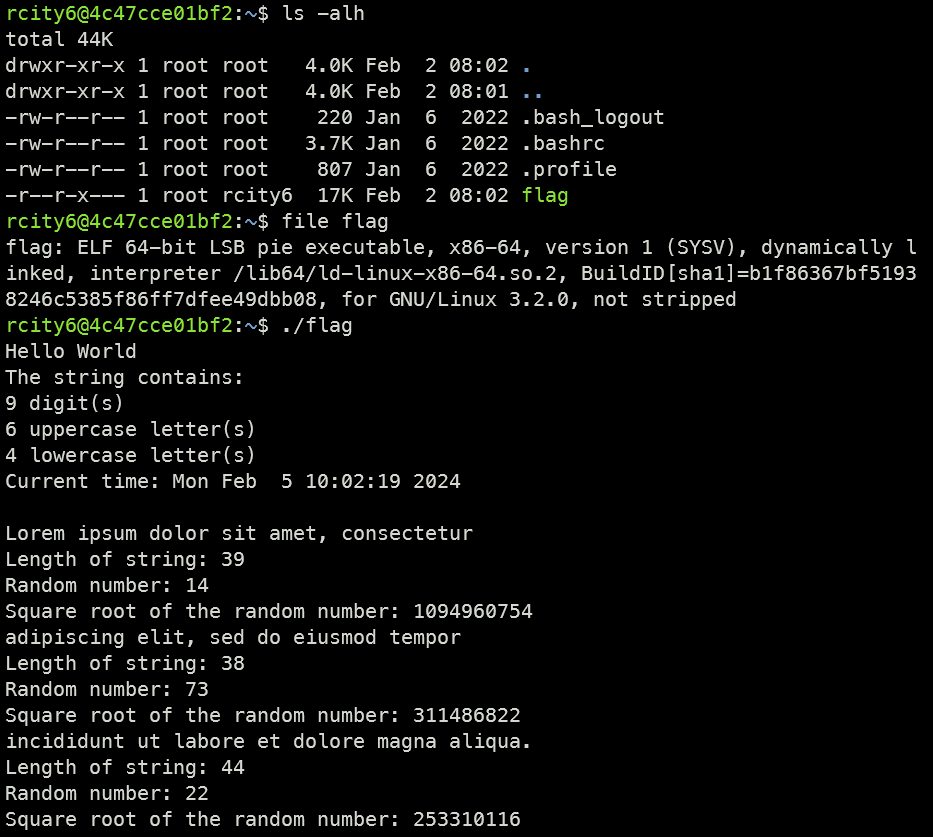 rcity6@4c47cce01bf2:~$ ls -alh
total 44K
drwxr-xr-x 1 root root   4.0K Feb  2 08:02 .
drwxr-xr-x 1 root root   4.0K Feb  2 08:01 ..
-rw-r--r-- 1 root root    220 Jan  6  2022 .bash_logout
-rw-r--r-- 1 root root   3.7K Jan  6  2022 .bashrc
-rw-r--r-- 1 root root    807 Jan  6  2022 .profile
-r--r-x--- 1 root rcity6  17K Feb  2 08:02 flag
rcity6@4c47cce01bf2:~$ file flag
flag: ELF 64-bit LSB pie executable, x86-64, version 1 (SYSV), dynamically l
inked, interpreter /lib64/ld-linux-x86-64.so.2, BuildID[sha1]=b1f86367bf5193
8246c5385f86ff7dfee49dbb08, for GNU/Linux 3.2.0, not stripped
rcity6@4c47cce01bf2:~$ ./flag
Hello World
The string contains:
9 digit(s)
6 uppercase letter(s)
4 lowercase letter(s)
Current time: Mon Feb  5 10:02:19 2024

Lorem ipsum dolor sit amet, consectetur
Length of string: 39
Random number: 14
Square root of the random number: 1094960754
adipiscing elit, sed do eiusmod tempor
Length of string: 38
Random number: 73
Square root of the random number: 311486822
incididunt ut labore et dolore magna aliqua.
Length of string: 44
Random number: 22
Square root of the random number: 253310116